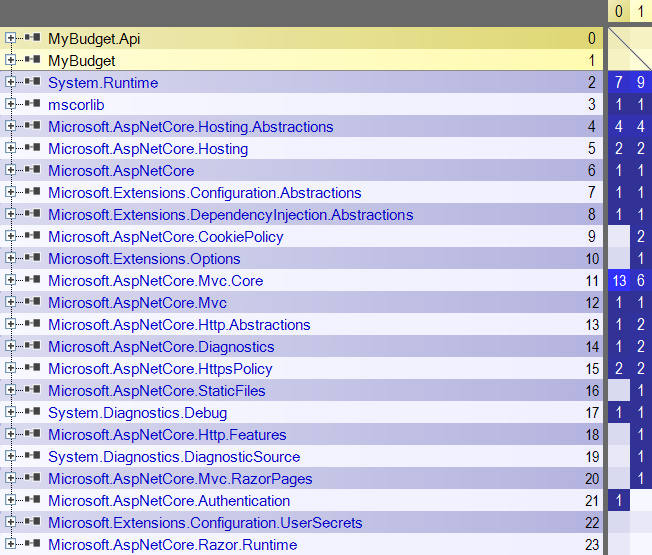 0 1
MyBudget.Api 0
MyBudget 1
System.Runtime 2 7 9
mscorlib 3 1 1
Microsoft.AspNetCore.Hosting.Abstractions 4 4 4
Microsoft.AspNetCore.Hosting 5 2 2
Microsoft.AspNetCore 6 1 1
Microsoft.Extensions.Configuration.Abstractions 7 1 1
Microsoft.Extensions.DependencyInjection.Abstractions 8 1 1
Microsoft.AspNetCore.CookiePolicy 9 2
Microsoft.Extensions.Options 10 1
Microsoft.AspNetCore.Mvc.Core 11 13 6
Microsoft.AspNetCore.Mvc 12 1 1
Microsoft.AspNetCore.Http.Abstractions 13 1 2
Microsoft.AspNetCore.Diagnostics 14 1 2
Microsoft.AspNetCore.HttpsPolicy 15 2 2
Microsoft.AspNetCore.StaticFiles 16 1
System.Diagnostics.Debug 17 1 1
Microsoft.AspNetCore.Http.Features 18 1
System.Diagnostics.DiagnosticSource 19 1
Microsoft.AspNetCore.Mvc.RazorPages 20 1
Microsoft.AspNetCore.Authentication 21 1
Microsoft.Extensions.Configuration.UserSecrets 22
Microsoft.AspNetCore.Razor.Runtime 23